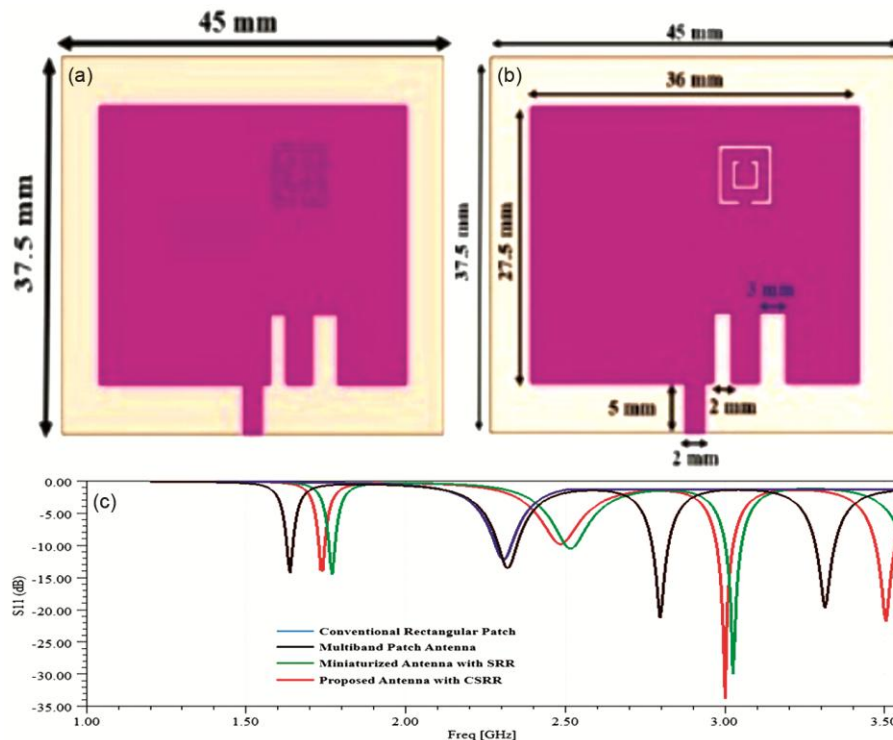 45 mm
(a)
37.5 mm
45 mm
(b)
36 mm
37.5 mm
27.5 mm
3 mm
5 mm
2 mm
2 mm
(c)
0.00
-5.00
-10.00
-15.00
-20.00
-25.00
-30.00
-35.00
S11 (dB)
Conventional Rectangular Patch
Multiband Patch Antenna
Miniaturized Antenna with SRR
Proposed Antenna with CSRR
1.00
1.50
2.00
2.50
3.00
3.50
Freq [GHz]